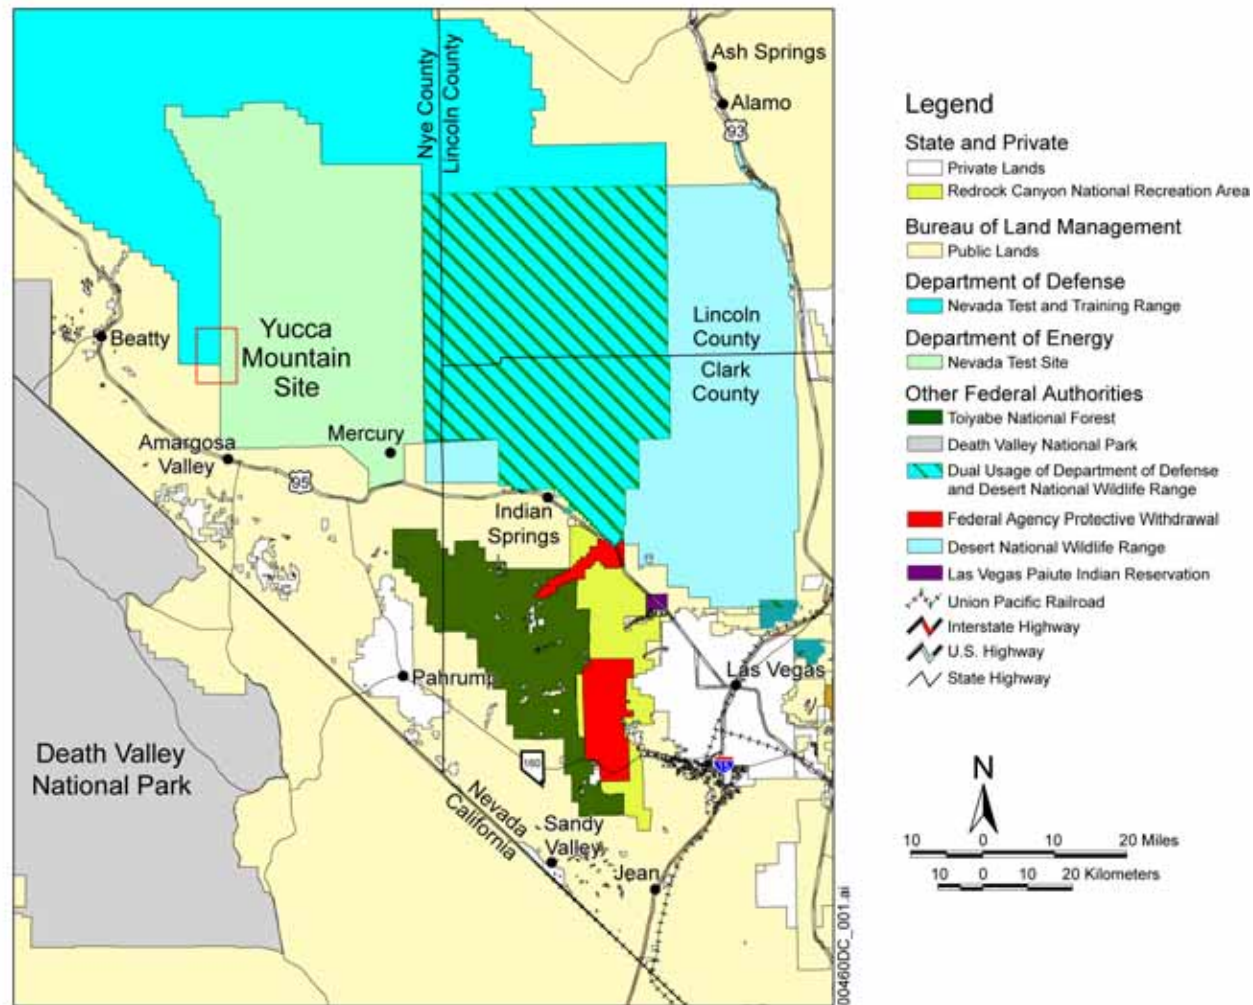 Ash Springs
Alamo
93
Nye County
Lincoln County
Yucca
Mountain
Site
Beatty
Lincoln
County
Clark
County
Mercury
Amargosa
Valley
95
Indian
Springs
Pahrump
Las Vegas
Death Valley
National Park
160
15
Nevada
California
Sandy
Valley
Jean
00460DC_001.ai
Legend
State and Private
Private Lands
Redrock Canyon National Recreation Area
Bureau of Land Management
Public Lands
Department of Defense
Nevada Test and Training Range
Department of Energy
Nevada Test Site
Other Federal Authorities
Toiyabe National Forest
Death Valley National Park
Dual Usage of Department of Defense
and Desert National Wildlife Range
Federal Agency Protective Withdrawal
Desert National Wildlife Range
Las Vegas Paiute Indian Reservation
Union Pacific Railroad
Interstate Highway
U.S. Highway
State Highway
N
10 0 10 20 Miles
10 0 10 20 Kilometers